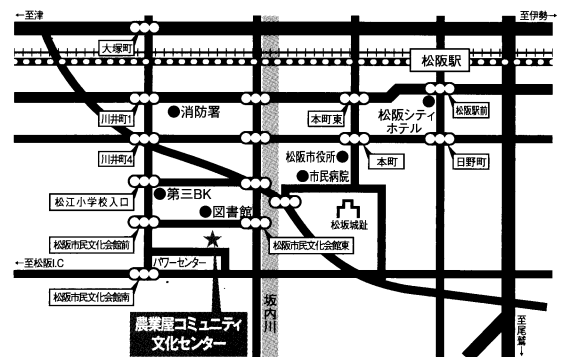 ←至津
至伊勢→
大塚町
松阪駅
川井町1
消防署
本町東
松阪シティ
ホテル
松阪駅前
川井町4
松阪市役所
本町
日野町
市民病院
松江小学校入口
第三BK
図書館
松坂城趾
松阪市民文化会館前
松阪市民文化会館東
←至松阪I.C
パワーセンター
松阪市民文化会館南
坂内川
農業屋コミュニティ
文化センター
至尾鷲↓